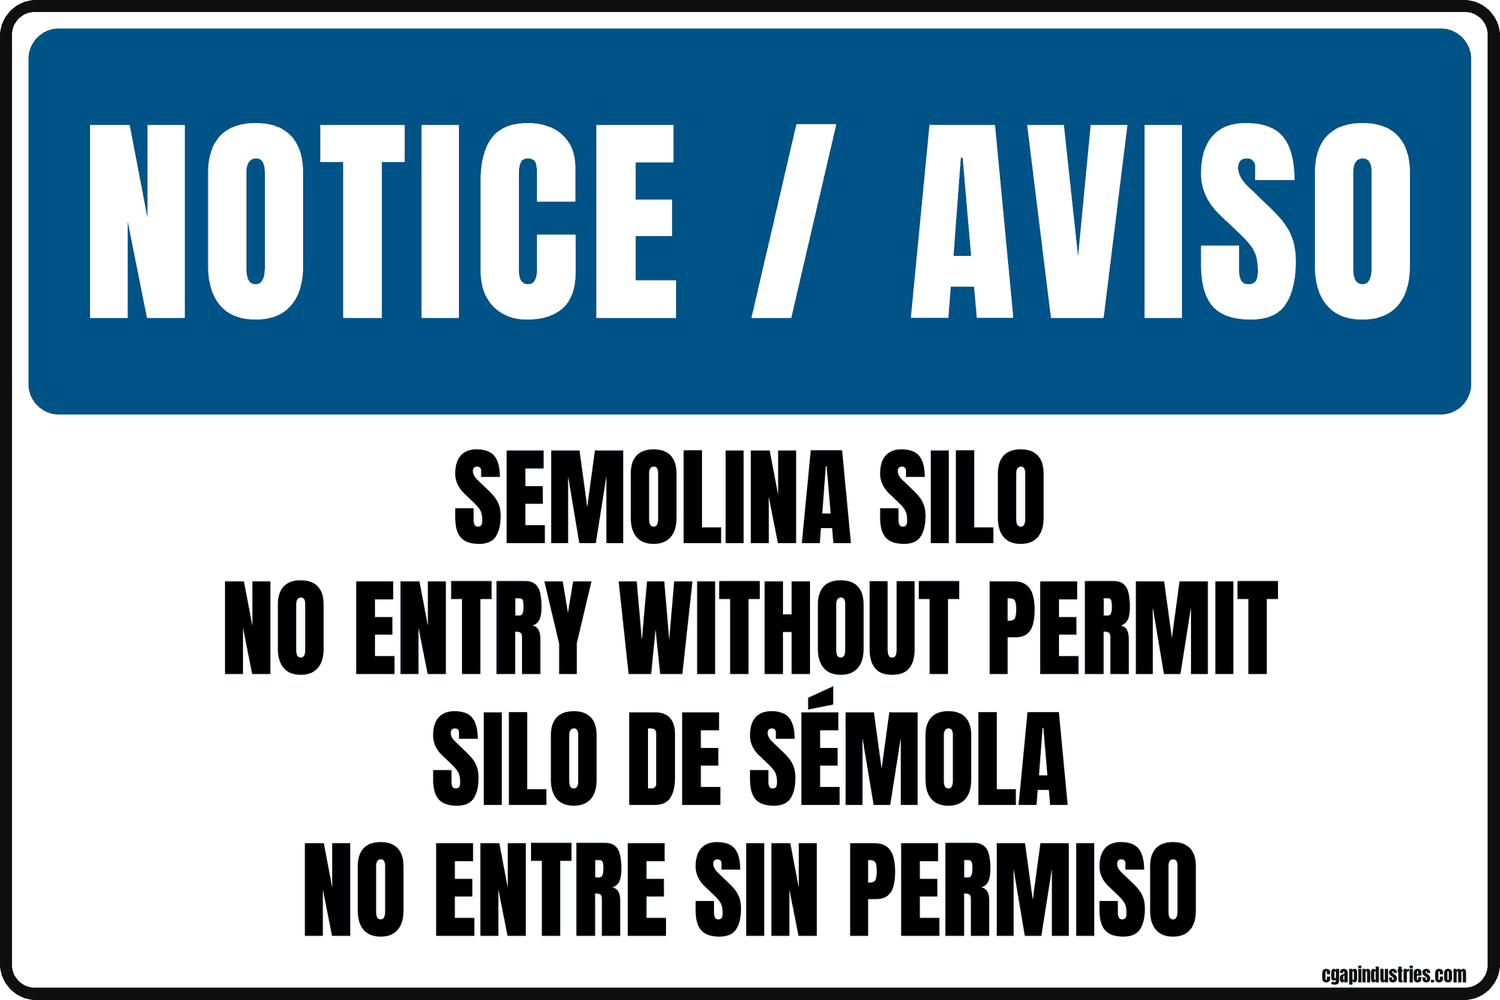 NOTICE / AVISO
SEMOLINA SILO
NO ENTRY WITHOUT PERMIT
SILO DE SÉMOLA
NO ENTRE SIN PERMISO
cgapindustries.com